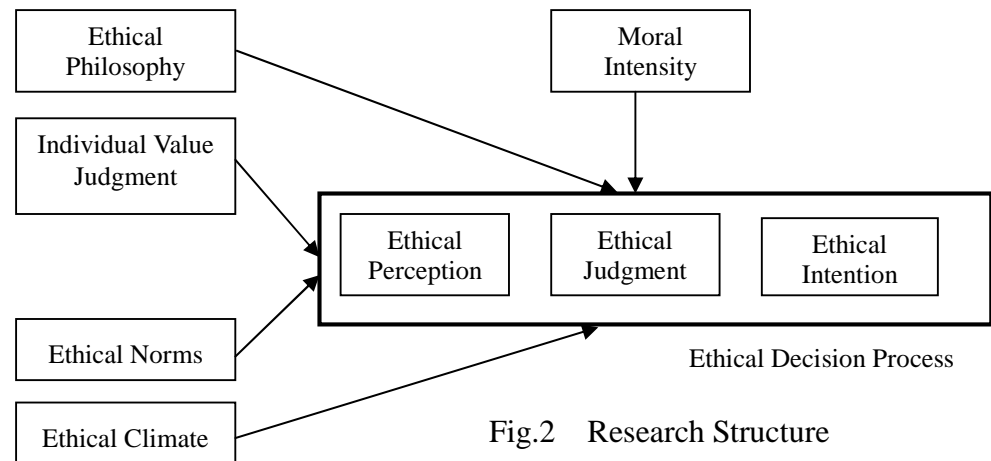 Ethical
Philosophy
Moral
Intensity
Individual Value
Judgment
Ethical
Perception
Ethical
Judgment
Ethical
Intention
Ethical Norms
Ethical Decision Process
Ethical Climate
Fig.2 Research Structure